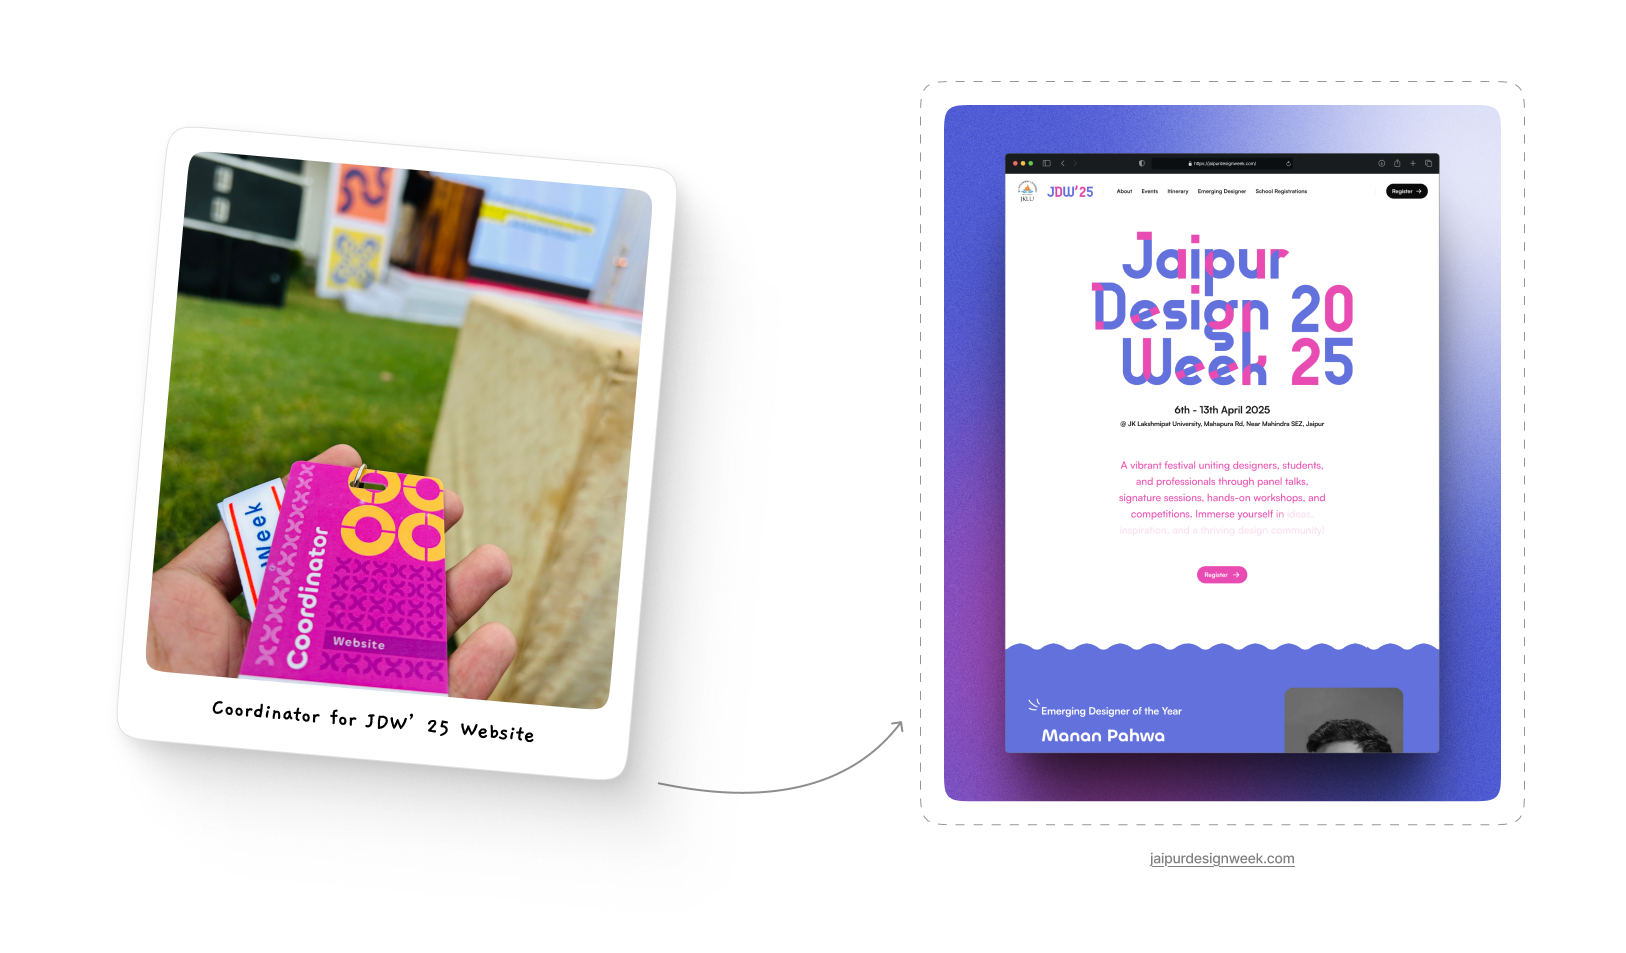 Week
Coordinator
Website
Coordinator for JDW' 25 Website
https://jaipurdesignweek.com/
JKLU
JDW'25
About
Events
Itinerary
Emerging Designer
School Registrations
Register →
Jaipur
Design 20
Week 25
6th - 13th April 2025
@ JK Lakshmipat University, Mahapura Rd, Near Mahindra SEZ, Jaipur
A vibrant festival uniting designers, students,
and professionals through panel talks,
signature sessions, hands-on workshops, and
competitions. Immerse yourself in ideas,
inspiration, and a thriving design community!
Register →
Emerging Designer of the Year
Manan Pahwa
jaipurdesignweek.com